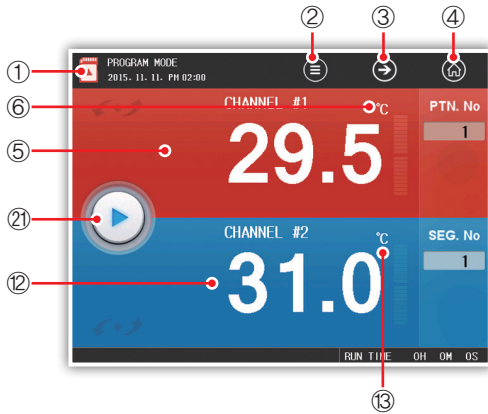 ② ③ ④
①
PROGRAM MODE
2015. 11. 11. PM 02:00
⑥
CHANNEL #1
℃
PTN. No
1
⑤
29.5
㉑
CHANNEL #2
℃
SEG. No
1
⑫
31.0
RUN TIME 0H 0M 0S
⑬